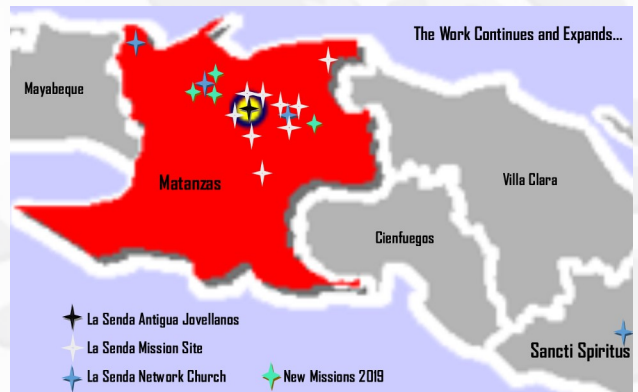 The Work Continues and Expands...
Mayabeque
Matanzas
Villa Clara
Cienfuegos
Sancti Spiritus
La Senda Antigua Jovellanos
La Senda Mission Site
La Senda Network Church
New Missions 2019